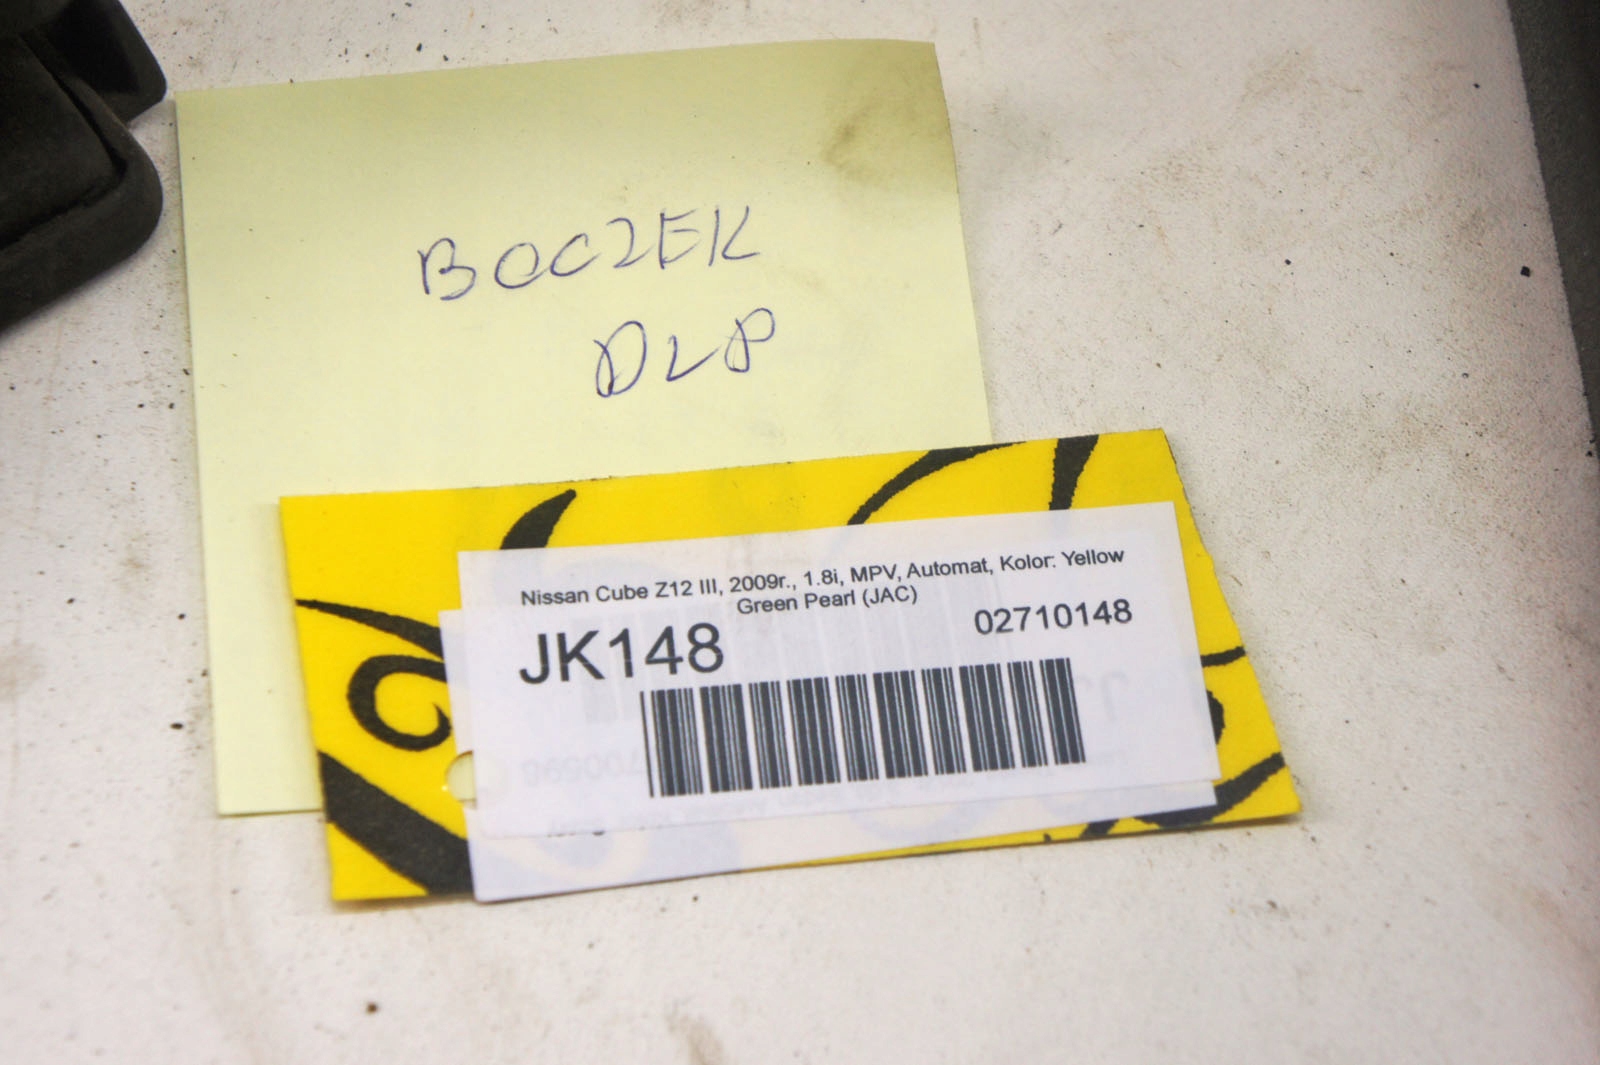 BOCZEK
DLP
Nissan Cube Z12 III, 2009r., 1.8i, MPV, Automat, Kolor: Yellow
Green Pearl (JAC)
JK148
02710148